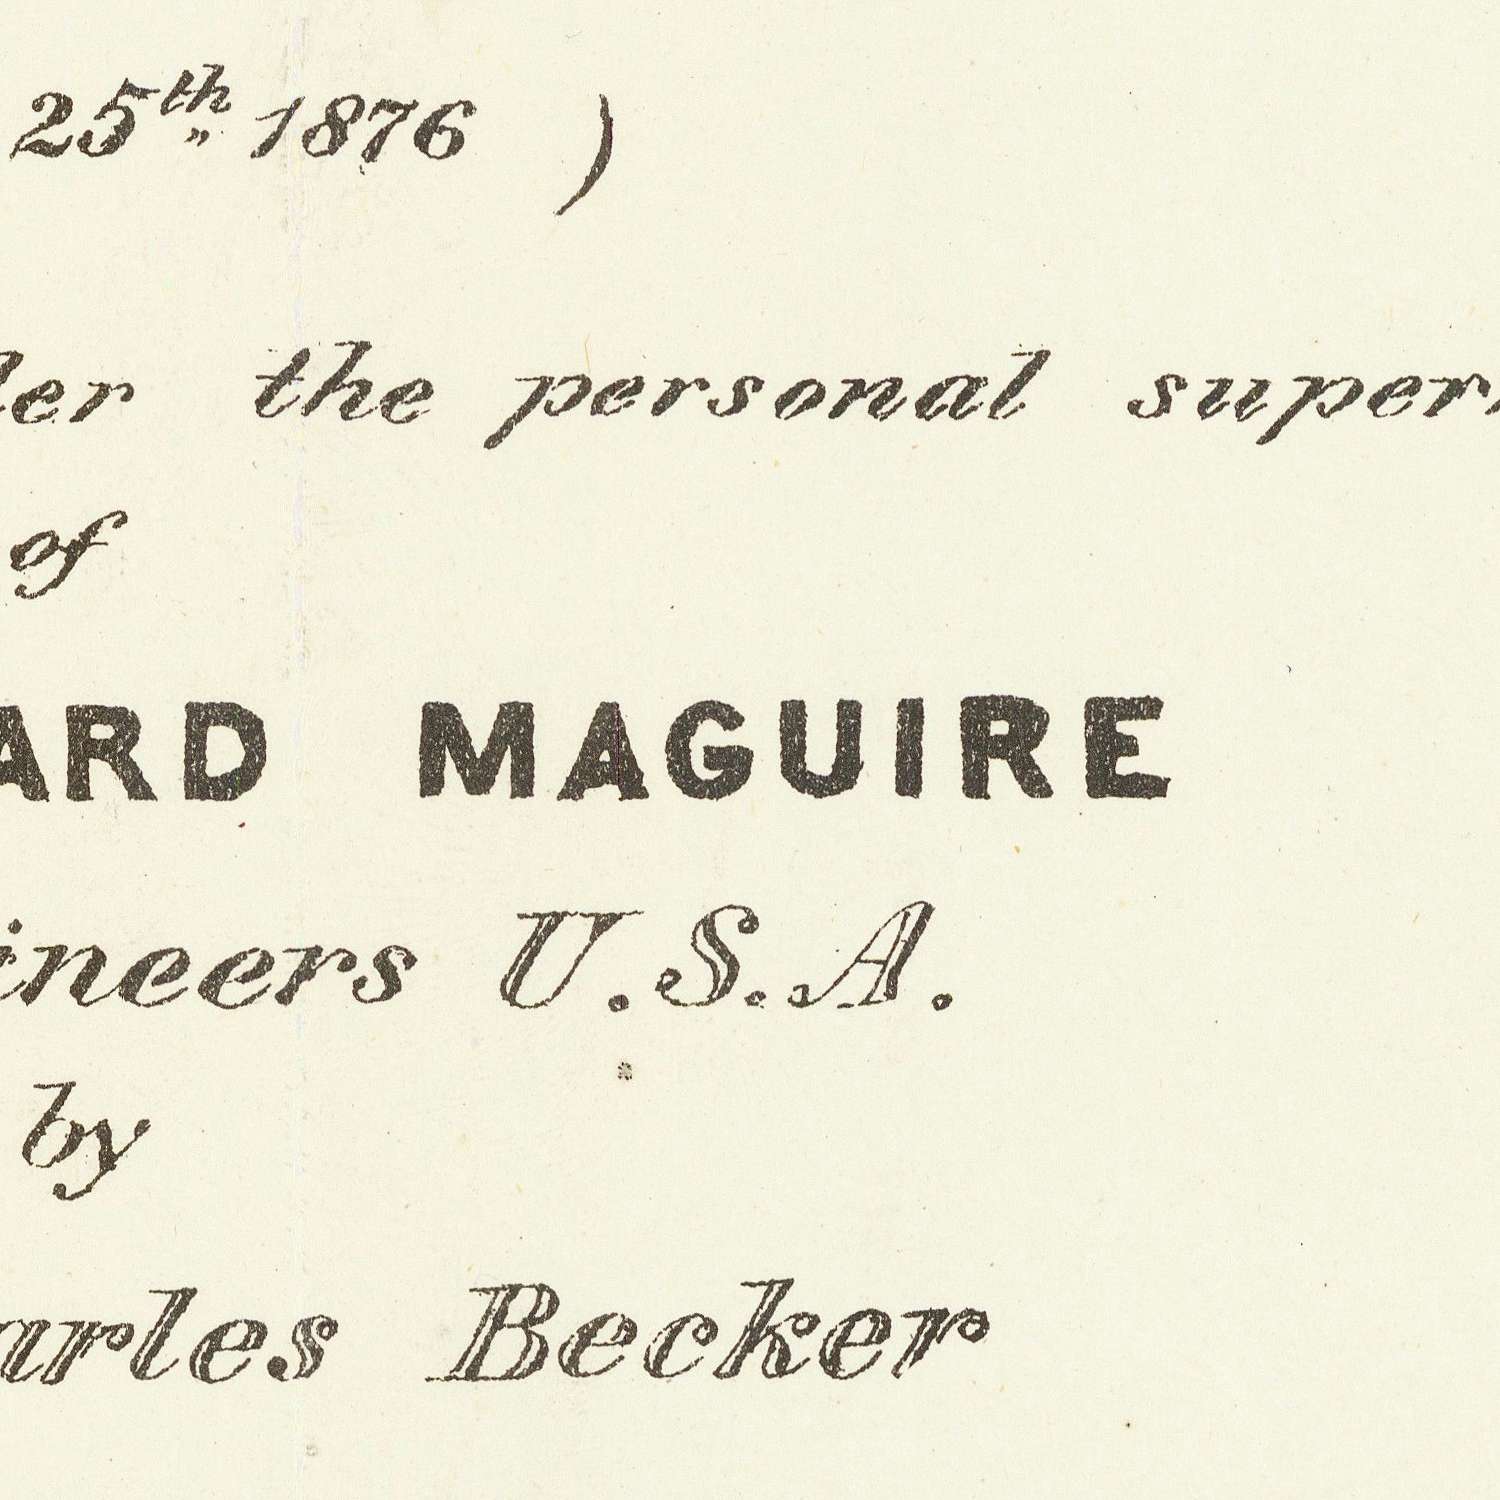 25th 1876 )
der the personal super
of
ARD MAGUIRE
ineers U.S.A.
by
arles Becker